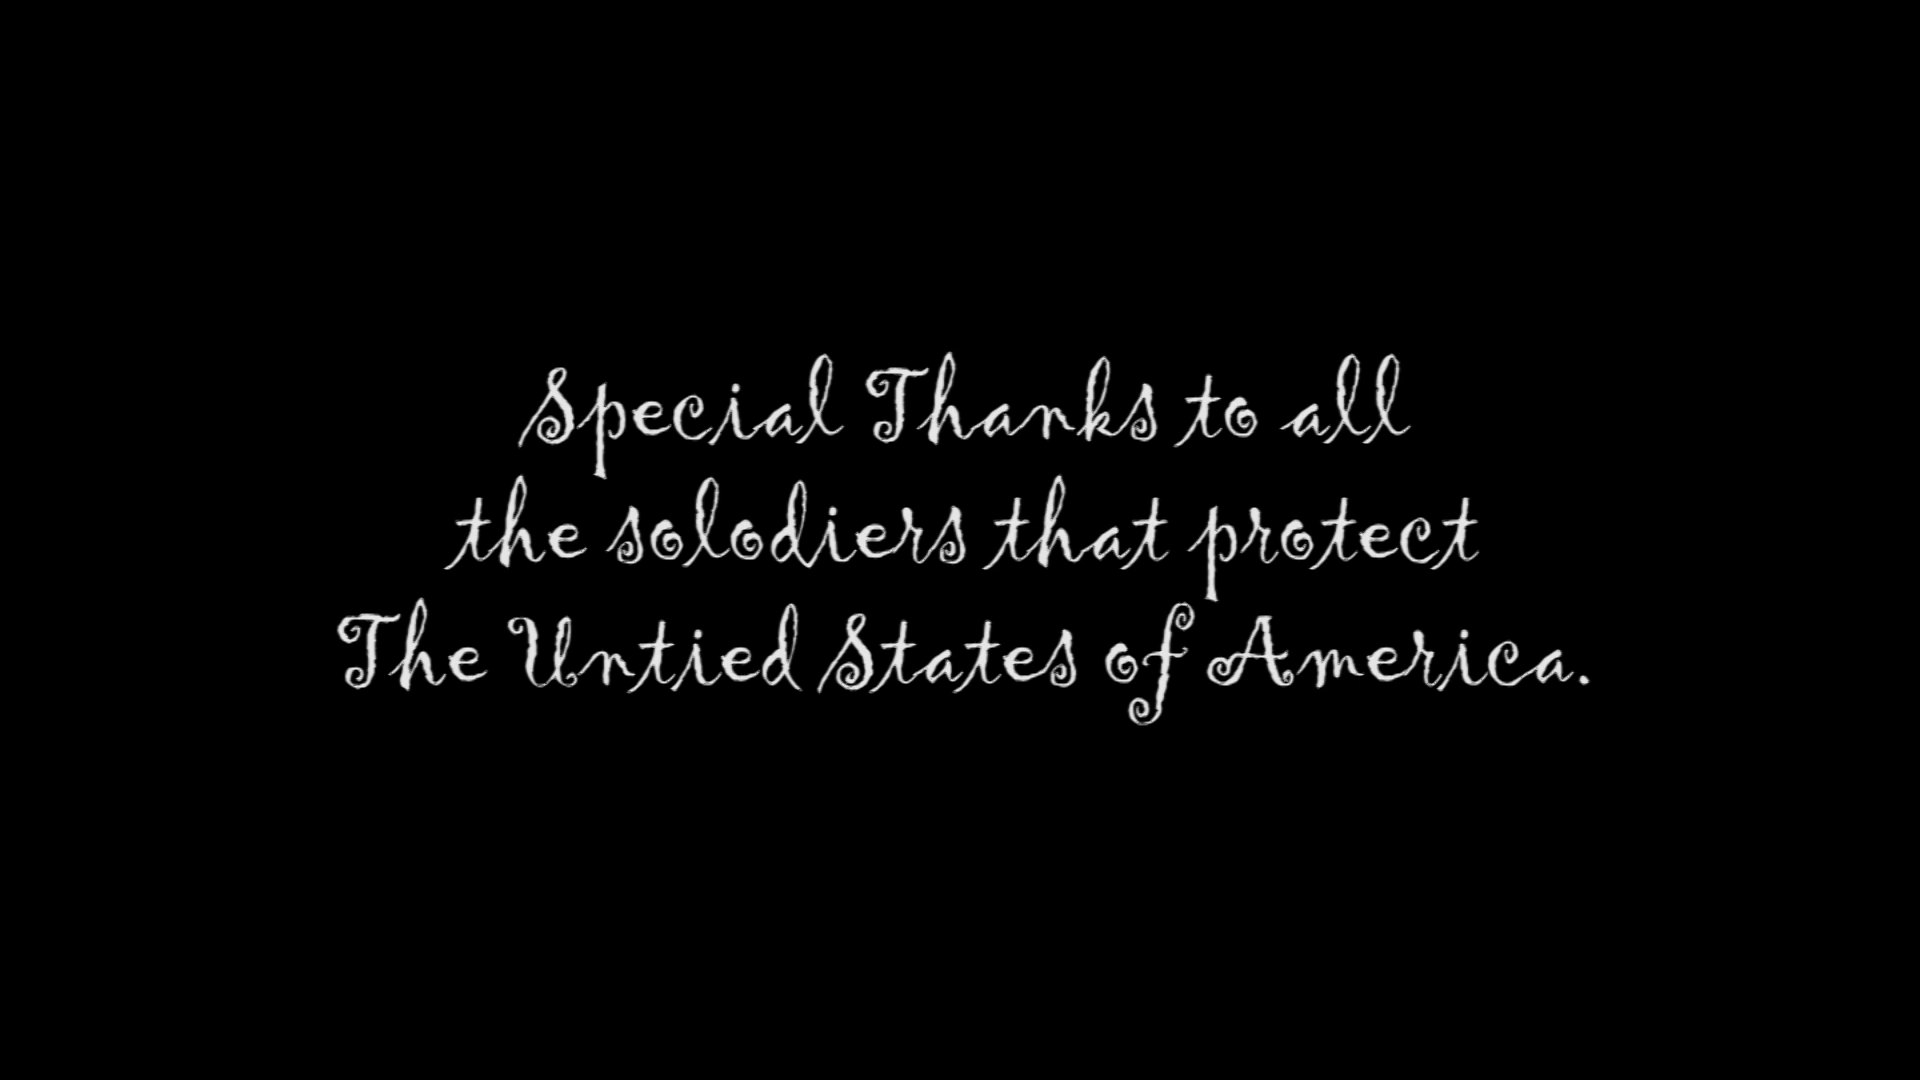 Special Thanks to all
the solodiers that protect
The Untied States of America.